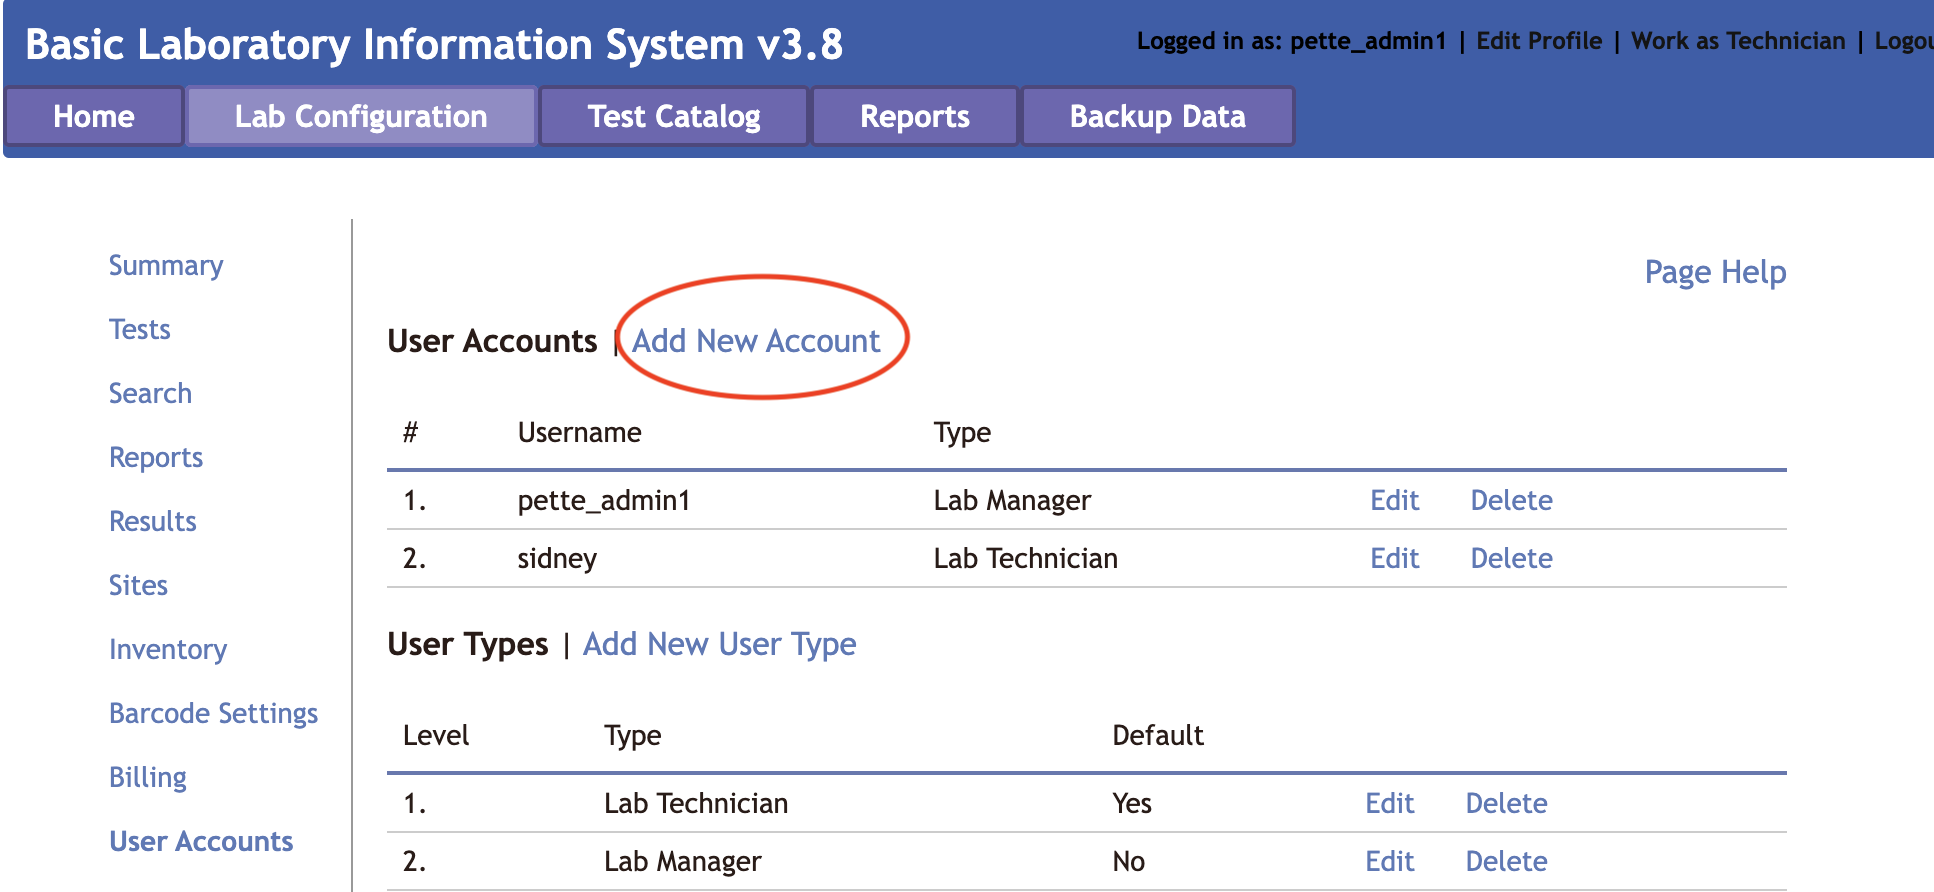 Basic Laboratory Information System v3.8
Logged in as: pette_admin1 | Edit Profile | Work as Technician | Logou
Home Lab Configuration Test Catalog Reports Backup Data
Page Help
Summary
Tests
Search
Reports
Results
Sites
Inventory
Barcode Settings
Billing
User Accounts
User Accounts | Add New Account
# Username Type
1. pette_admin1 Lab Manager Edit Delete
2. sidney Lab Technician Edit Delete
User Types | Add New User Type
Level Type Default
1. Lab Technician Yes Edit Delete
2. Lab Manager No Edit Delete